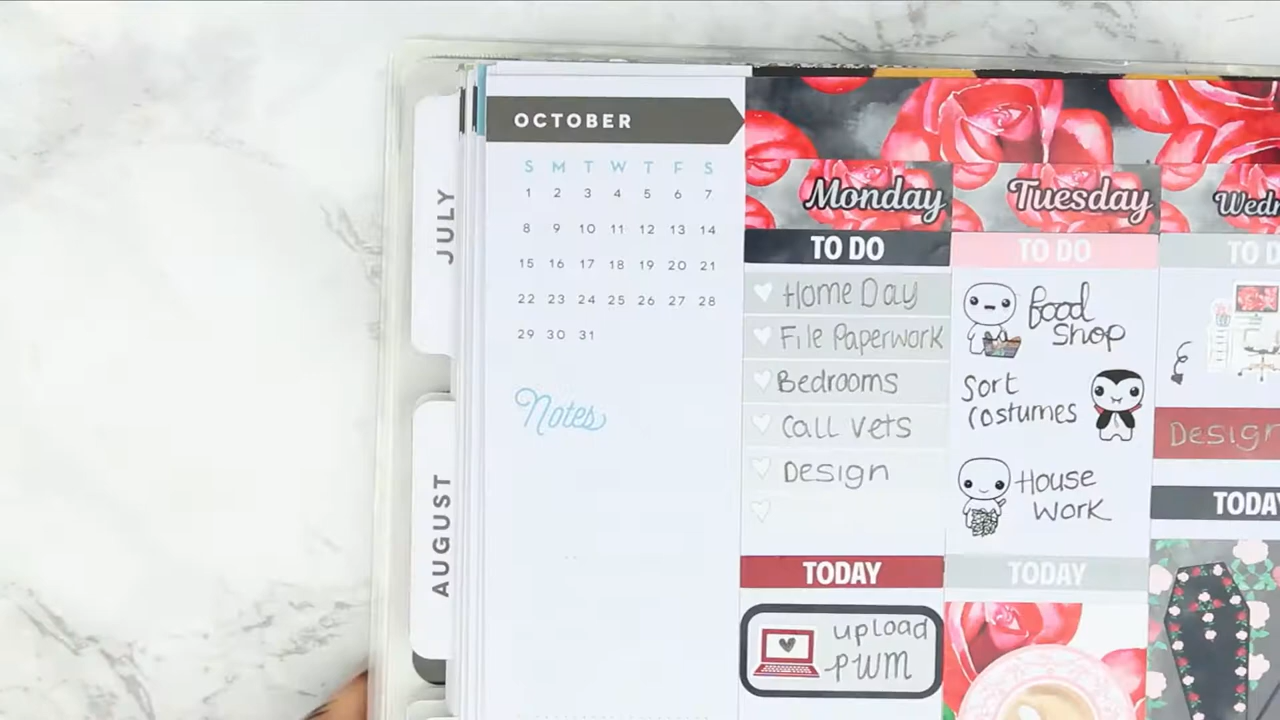 OCTOBER
S M T W T F S
1 2 3 4 5 6 7
8 9 10 11 12 13 14
15 16 17 18 19 20 21
22 23 24 25 26 27 28
29 30 31
Notes
JULY
AUGUST
Monday
TO DO
Home Day
File Paperwork
Bedrooms
Call Vets
Design
TODAY
upload
PWM
Tuesday
TO DO
food
Shop
Sort
costumes
House
Work
TODAY
Wedn
TO D
Design
TODA